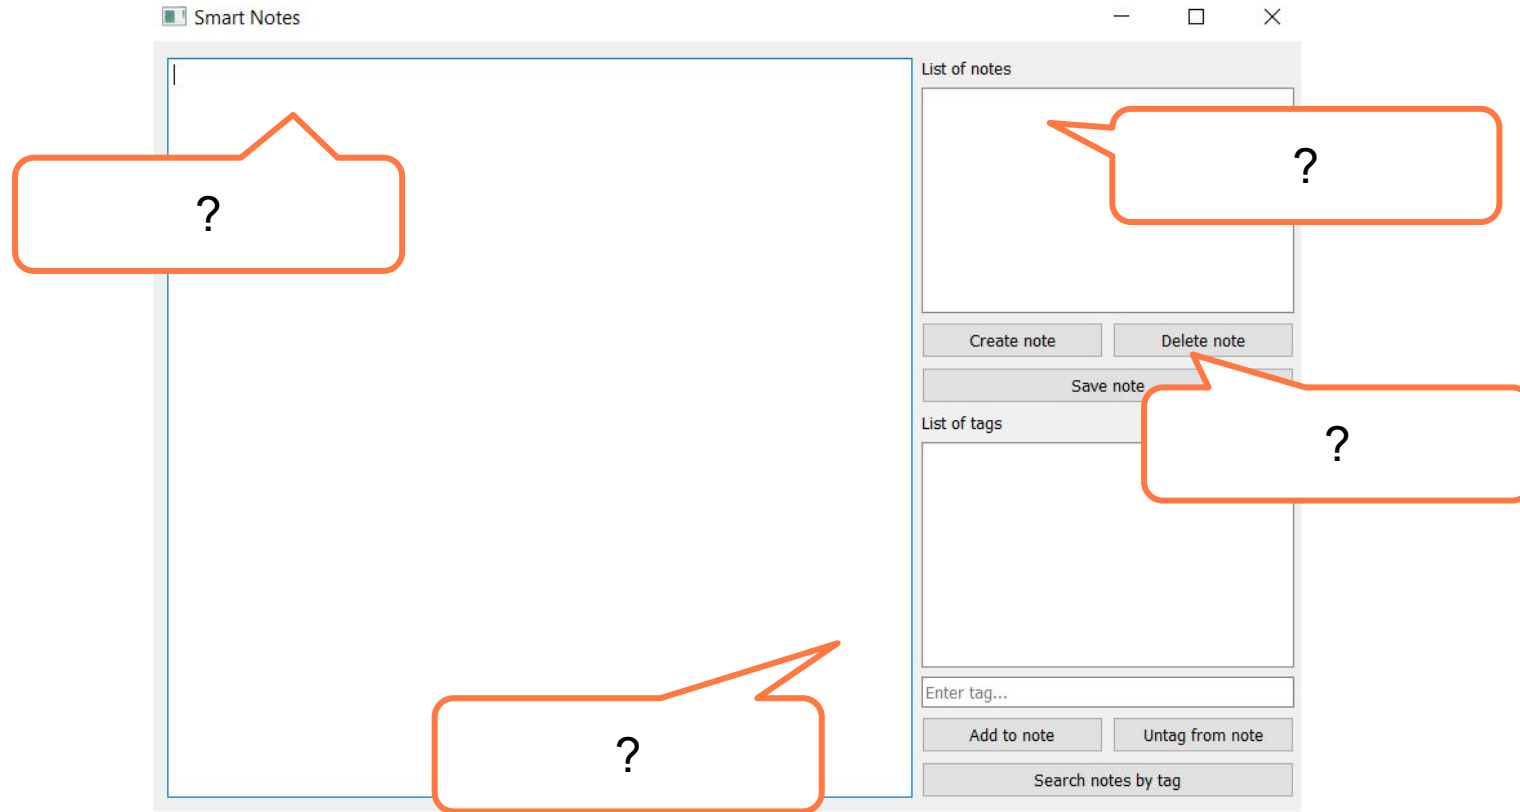 Smart Notes
List of notes
?
?
Create note
Delete note
Save note
List of tags
?
Enter tag...
?
Add to note
Untag from note
Search notes by tag